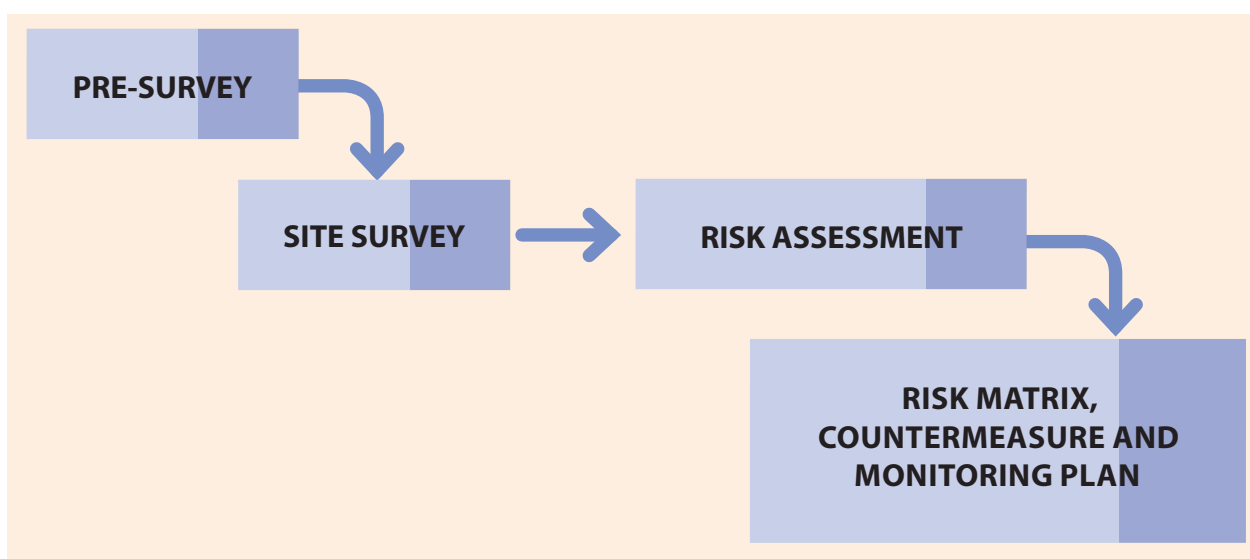 PRE-SURVEY
SITE SURVEY
RISK ASSESSMENT
RISK MATRIX,
COUNTERMEASURE AND
MONITORING PLAN